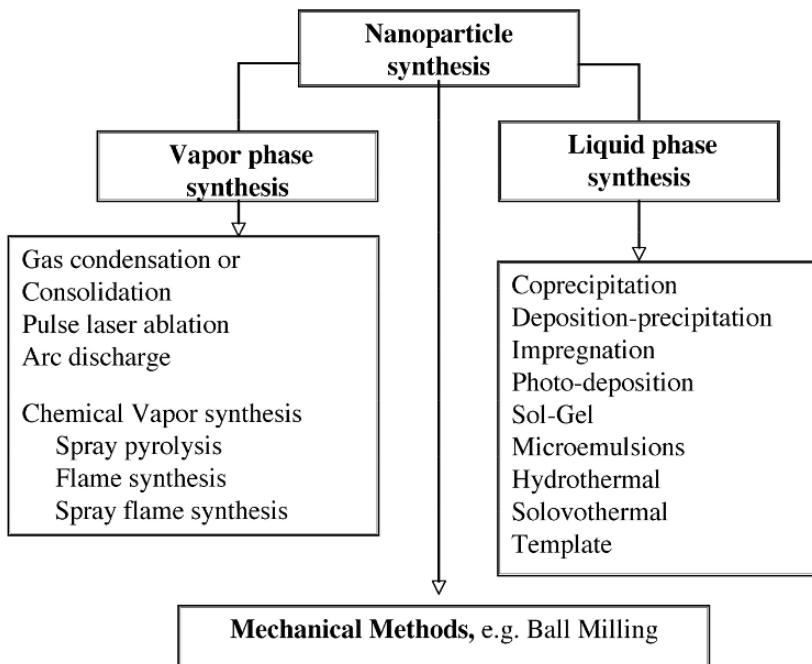 Nanoparticle
synthesis
Vapor phase
synthesis
Liquid phase
synthesis
Gas condensation or
Consolidation
Pulse laser ablation
Arc discharge
Chemical Vapor synthesis
Spray pyrolysis
Flame synthesis
Spray flame synthesis
Coprecipitation
Deposition-precipitation
Impregnation
Photo-deposition
Sol-Gel
Microemulsions
Hydrothermal
Solovothermal
Template
Mechanical Methods, e.g. Ball Milling